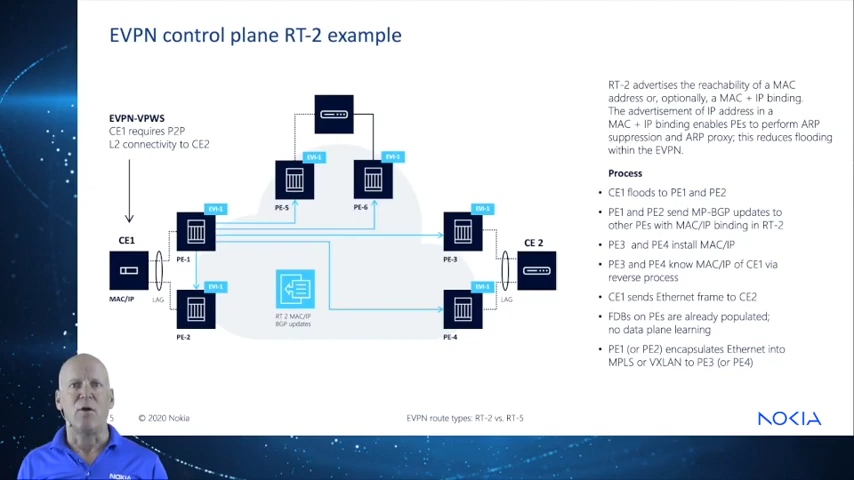 EVPN control plane RT-2 example
EVPN-VPWS
CE1 requires P2P
L2 connectivity to CE2
EVI-1
EVI-1
PE-5
PE-6
EVI-1
EVI-1
CE1
CE 2
PE-1
PE-3
EVI-1
EVI-1
MAC/IP
LAG
LAG
RT 2 MAC/IP
BGP updates
PE-2
PE-4
RT-2 advertises the reachability of a MAC
address or, optionally, a MAC + IP binding.
The advertisement of IP address in a
MAC + IP binding enables PEs to perform ARP
suppression and ARP proxy; this reduces flooding
within the EVPN.
Process
• CE1 floods to PE1 and PE2
• PE1 and PE2 send MP-BGP updates to
other PEs with MAC/IP binding in RT-2
• PE3 and PE4 install MAC/IP
• PE3 and PE4 know MAC/IP of CE1 via
reverse process
• CE1 sends Ethernet frame to CE2
• FDBs on PEs are already populated;
no data plane learning
• PE1 (or PE2) encapsulates Ethernet into
MPLS or VXLAN to PE3 (or PE4)
5
© 2020 Nokia
EVPN route types: RT-2 vs. RT-5
NOKIA
NOKIA